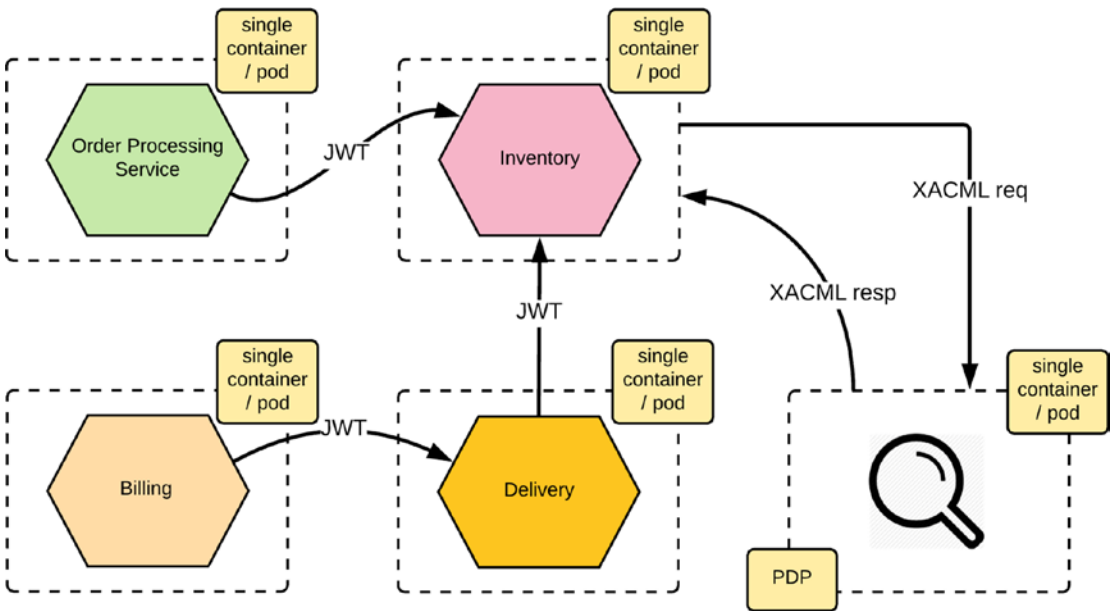 single
container
/ pod
single
container
/ pod
Order Processing
Service
JWT
Inventory
XACML req
XACML resp
JWT
single
container
/ pod
single
container
/ pod
single
container
/ pod
Billing
JWT
Delivery
PDP